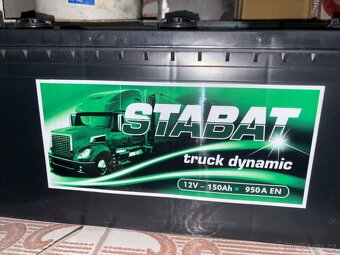 STABAT
truck dynamic
12V – 150Ah – 950A EN